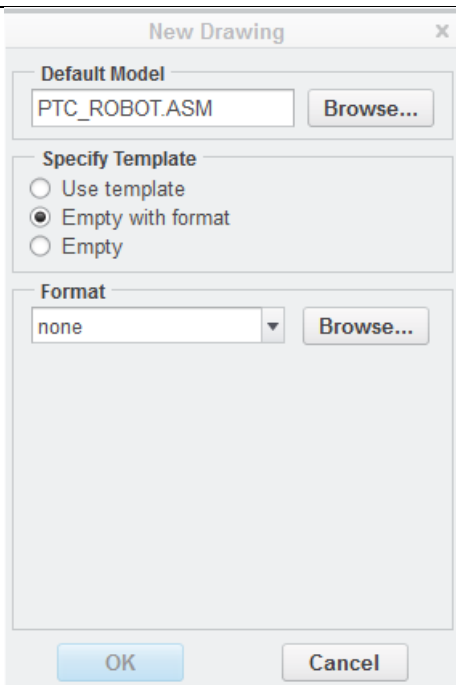 New Drawing x
Default Model
PTC_ROBOT.ASM Browse...
Specify Template
Use template
Empty with format
Empty
Format
none Browse...
OK Cancel